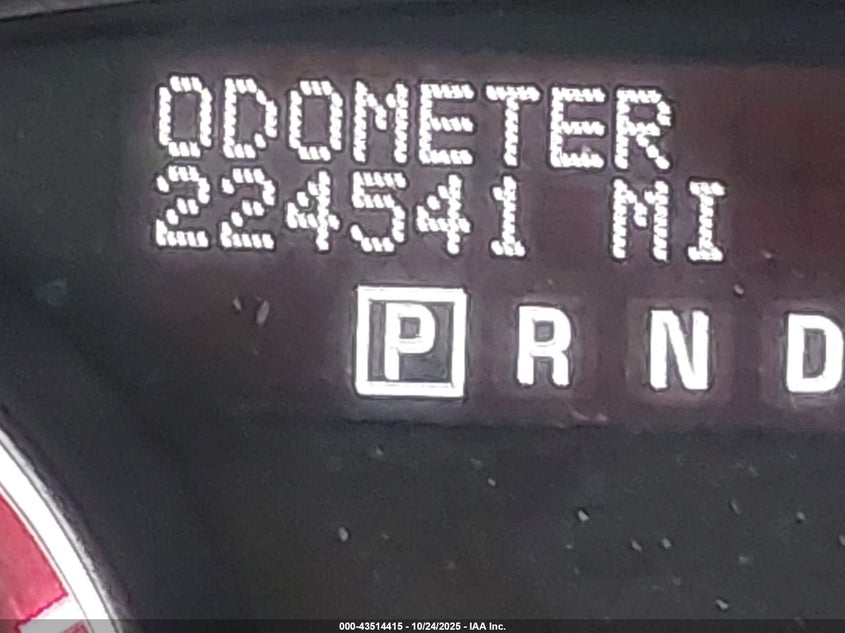 ODOMETER
224541 MI
P R N D
000-43514415 - 10/24/2025 - IAA Inc.